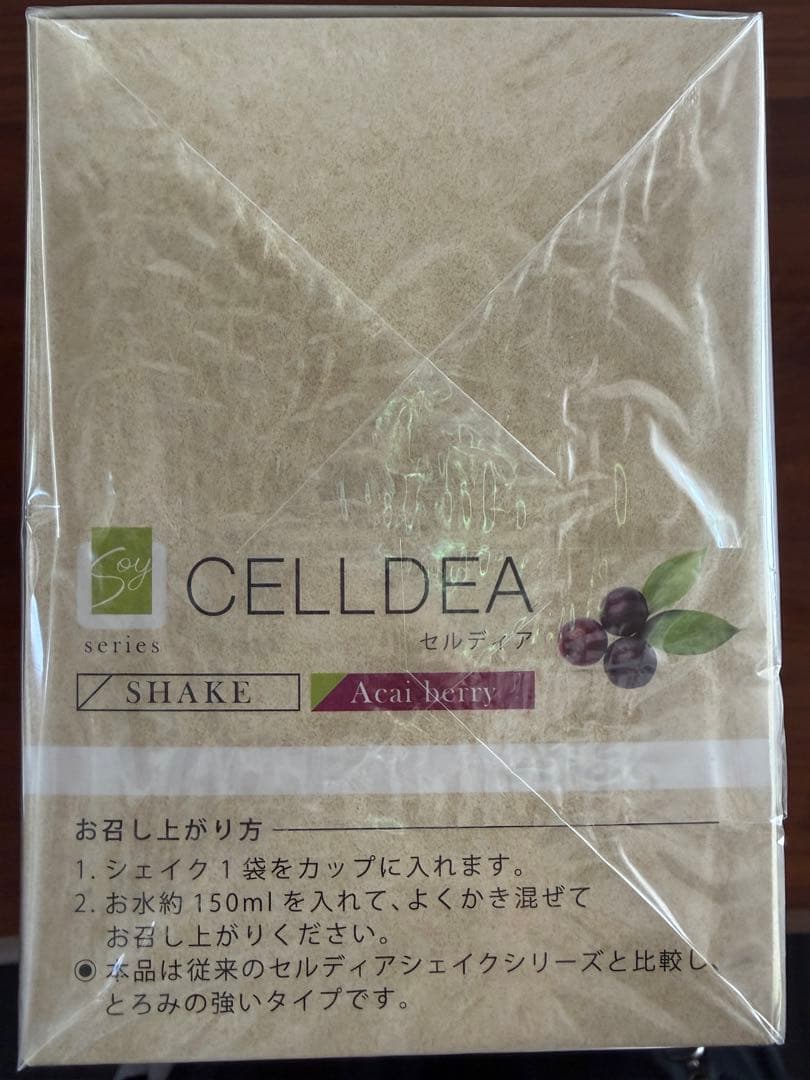 Soy
series
CELLDEA
セルディア
SHAKE
Acai berry
お召し上がり方
1. シェイク1袋をカップに入れます。
2. お水約150mlを入れて、よくかき混ぜて
お召し上がりください。
◉ 本品は従来のセルディアシェイクシリーズと比較し、
とろみの強いタイプです。